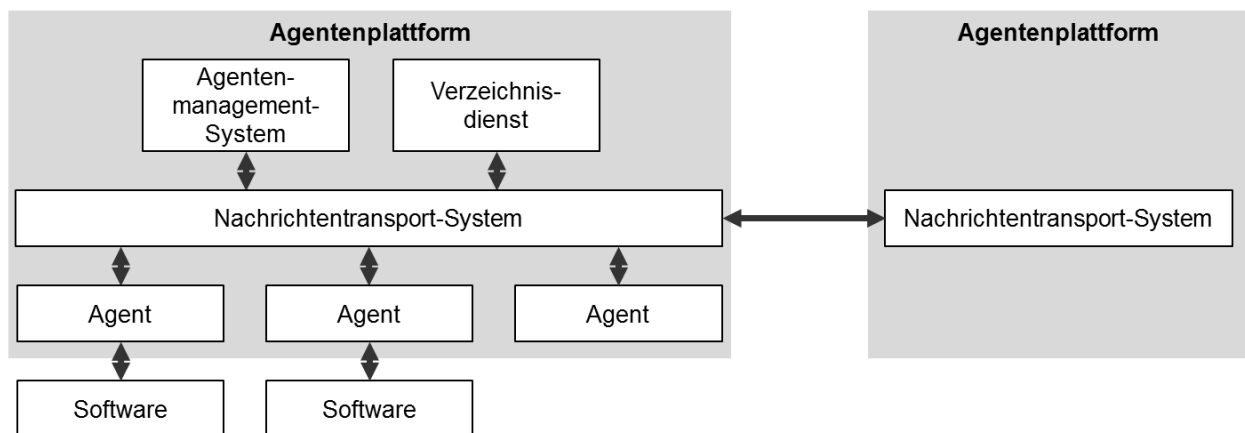 Agentenplattform
Agenten-
management-
System
Verzeichnis-
dienst
Nachrichtentransport-System
Agent
Agent
Agent
Software
Software
Agentenplattform
Nachrichtentransport-System